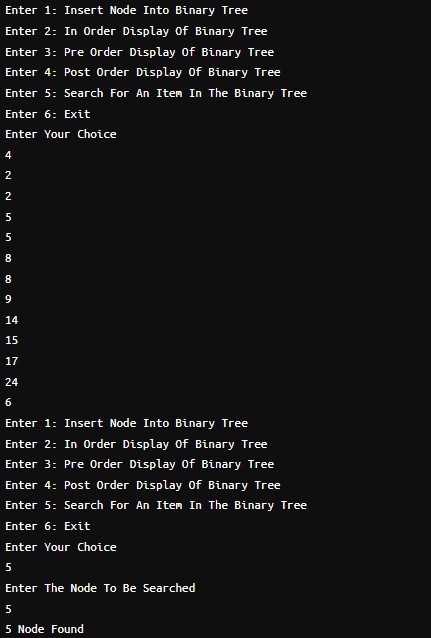 Enter 1: Insert Node Into Binary Tree
Enter 2: In Order Display Of Binary Tree
Enter 3: Pre Order Display Of Binary Tree
Enter 4: Post Order Display Of Binary Tree
Enter 5: Search For An Item In The Binary Tree
Enter 6: Exit
Enter Your Choice
4
2
2
5
5
8
8
9
14
15
17
24
6
Enter 1: Insert Node Into Binary Tree
Enter 2: In Order Display Of Binary Tree
Enter 3: Pre Order Display Of Binary Tree
Enter 4: Post Order Display Of Binary Tree
Enter 5: Search For An Item In The Binary Tree
Enter 6: Exit
Enter Your Choice
5
Enter The Node To Be Searched
5
5 Node Found